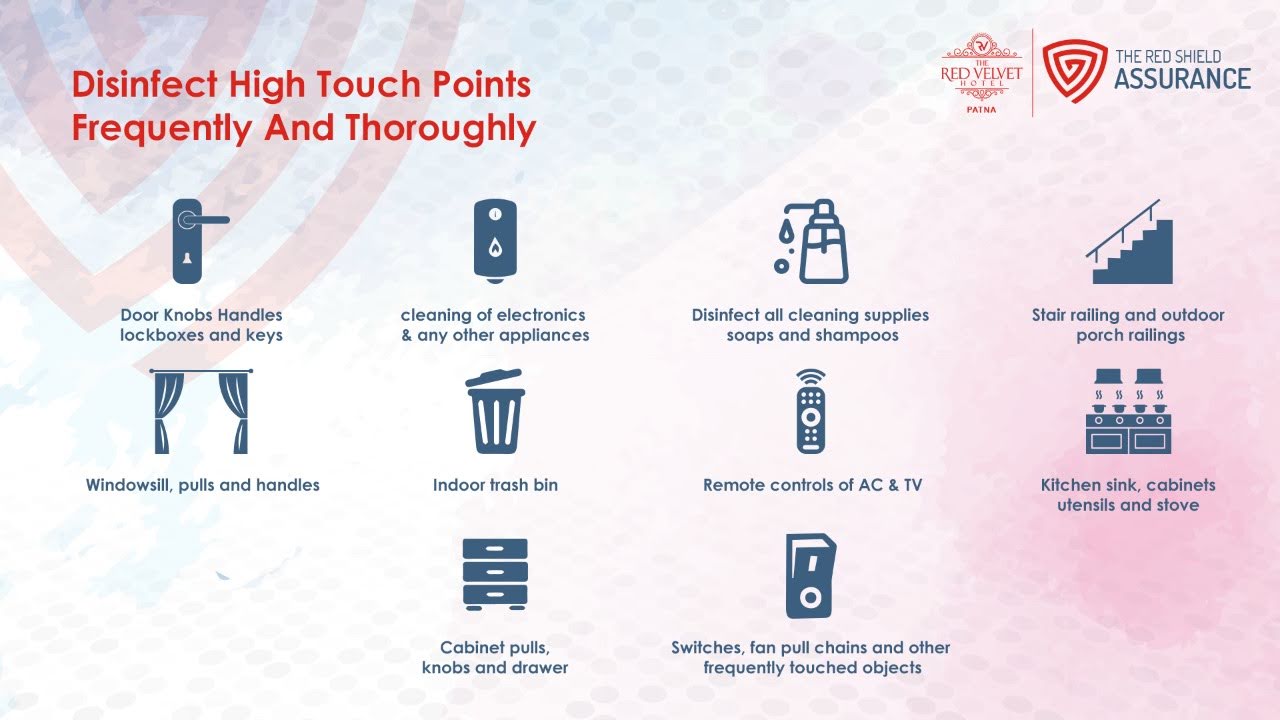 Disinfect High Touch Points
Frequently And Thoroughly
RV
THE
RED VELVET
HOTEL
PATNA
THE RED SHIELD
ASSURANCE
Door Knobs Handles
lockboxes and keys
cleaning of electronics
& any other appliances
Disinfect all cleaning supplies
soaps and shampoos
Stair railing and outdoor
porch railings
Windowsill, pulls and handles
Indoor trash bin
Remote controls of AC & TV
Kitchen sink, cabinets
utensils and stove
Cabinet pulls,
knobs and drawer
Switches, fan pull chains and other
frequently touched objects